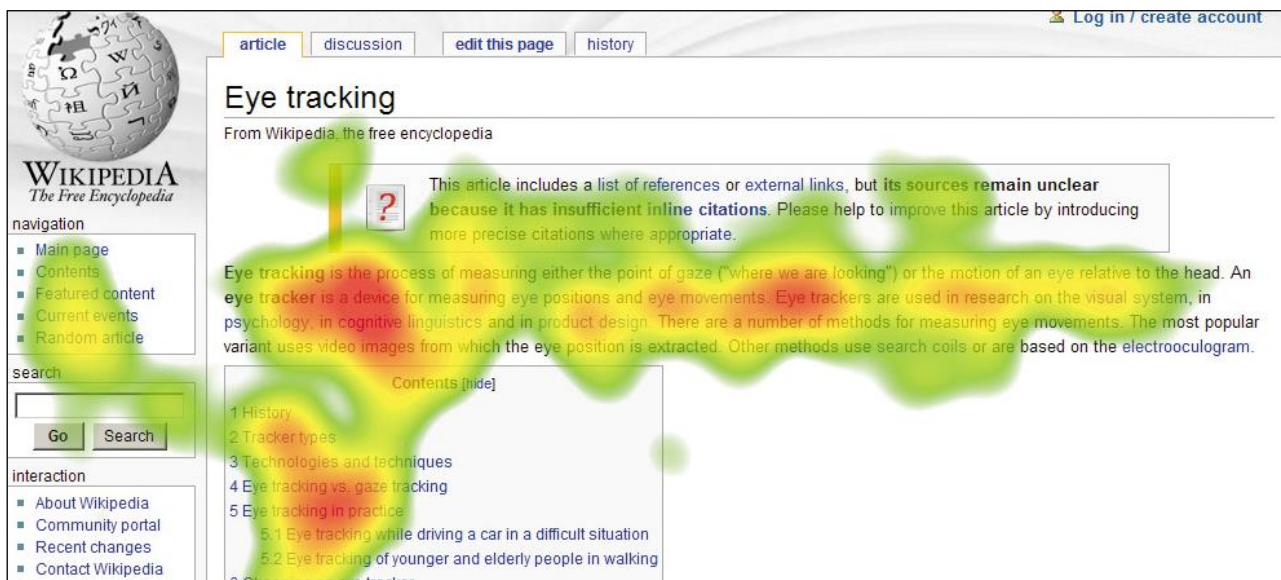 Log in / create account
article
discussion
edit this page
history
WIKIPEDIA
The Free Encyclopedia
navigation
Main page
Contents
Featured content
Current events
Random article
search
Go
Search
interaction
About Wikipedia
Community portal
Recent changes
Contact Wikipedia
Eye tracking
From Wikipedia, the free encyclopedia
?
This article includes a list of references or external links, but its sources remain unclear
because it has insufficient inline citations. Please help to improve this article by introducing
more precise citations where appropriate.
Eye tracking is the process of measuring either the point of gaze ("where we are looking") or the motion of an eye relative to the head. An
eye tracker is a device for measuring eye positions and eye movements. Eye trackers are used in research on the visual system, in
psychology, in cognitive linguistics and in product design. There are a number of methods for measuring eye movements. The most popular
variant uses video images from which the eye position is extracted. Other methods use search coils or are based on the electrooculogram.
Contents [hide]
1 History
2 Tracker types
3 Technologies and techniques
4 Eye tracking vs. gaze tracking
5 Eye tracking in practice
5.1 Eye tracking while driving a car in a difficult situation
5.2 Eye tracking of younger and elderly people in walking